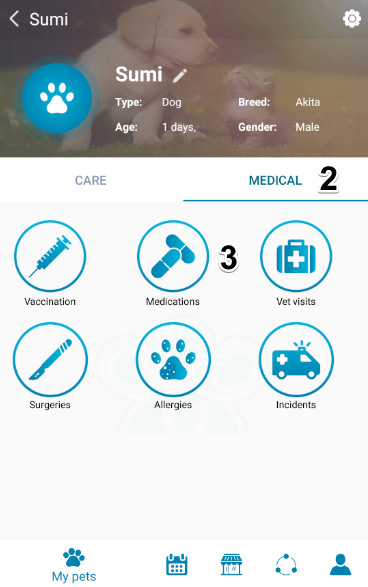 Sumi
Sumi
Type: Dog Breed: Akita
Age: 1 days, Gender: Male
CARE MEDICAL 2
3
Vaccination Medications Vet visits
Surgeries Allergies Incidents
My pets